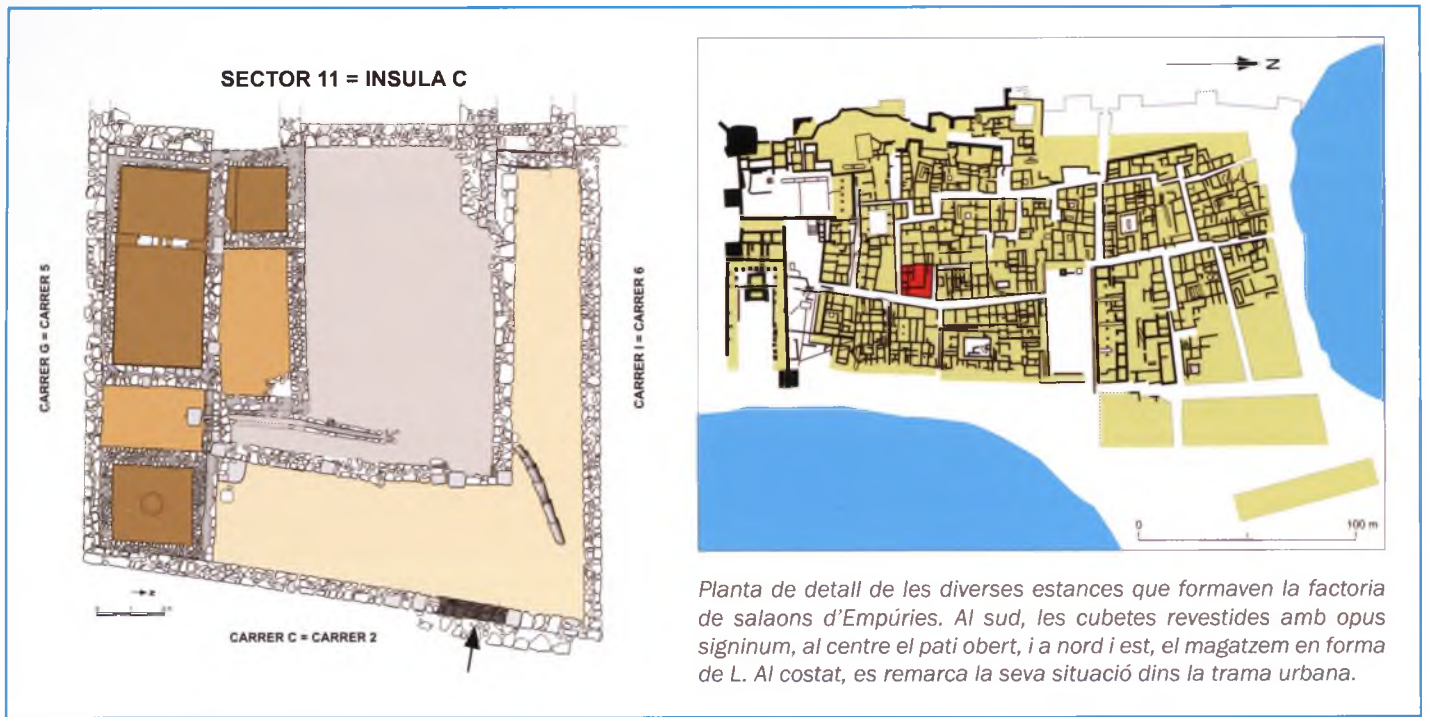 SECTOR 11 = INSULA C
CARRER G = CARRER 5
CARRER I = CARRER 6
CARRER C = CARRER 2
N
0
100 m
Planta de detall de les diverses estances que formaven la factoria
de salaons d'Empúries. Al sud, les cubetes revestides amb opus
signinum, al centre el pati obert, i a nord i est, el magatzem en forma
de L. Al costat, es remarca la seva situació dins la trama urbana.